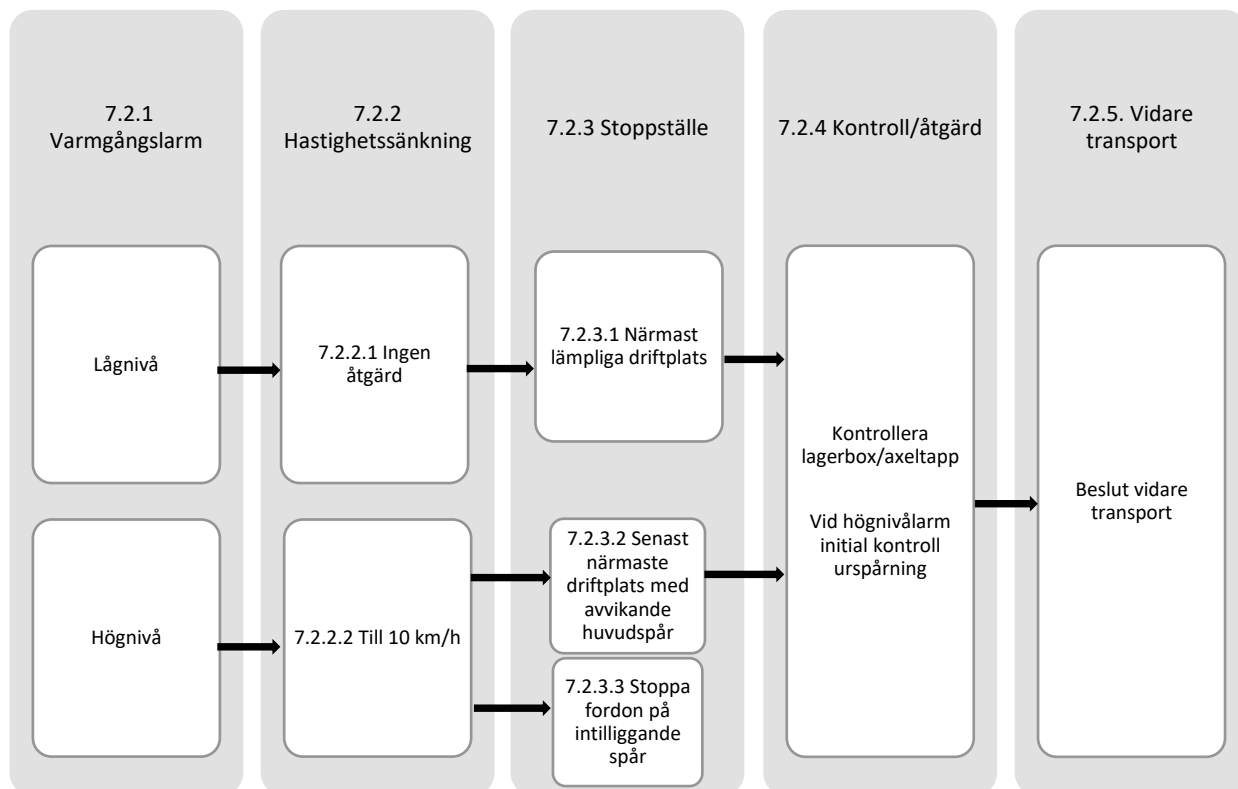 7.2.1
Varmgångslarm
7.2.2
Hastighetssänkning
7.2.3 Stoppställe
7.2.4 Kontroll/åtgärd
7.2.5. Vidare
transport
Lågnivå
7.2.2.1 Ingen
åtgärd
7.2.3.1 Närmast
lämpliga driftplats
Högnivå
7.2.2.2 Till 10 km/h
7.2.3.2 Senast
närmaste
driftplats med
avvikande
huvudspår
7.2.3.3 Stoppa
fordon på
intilliggande
spår
Kontrollera
lagerbox/axeltapp
Vid högnivålarm
initial kontroll
urspårning
Beslut vidare
transport